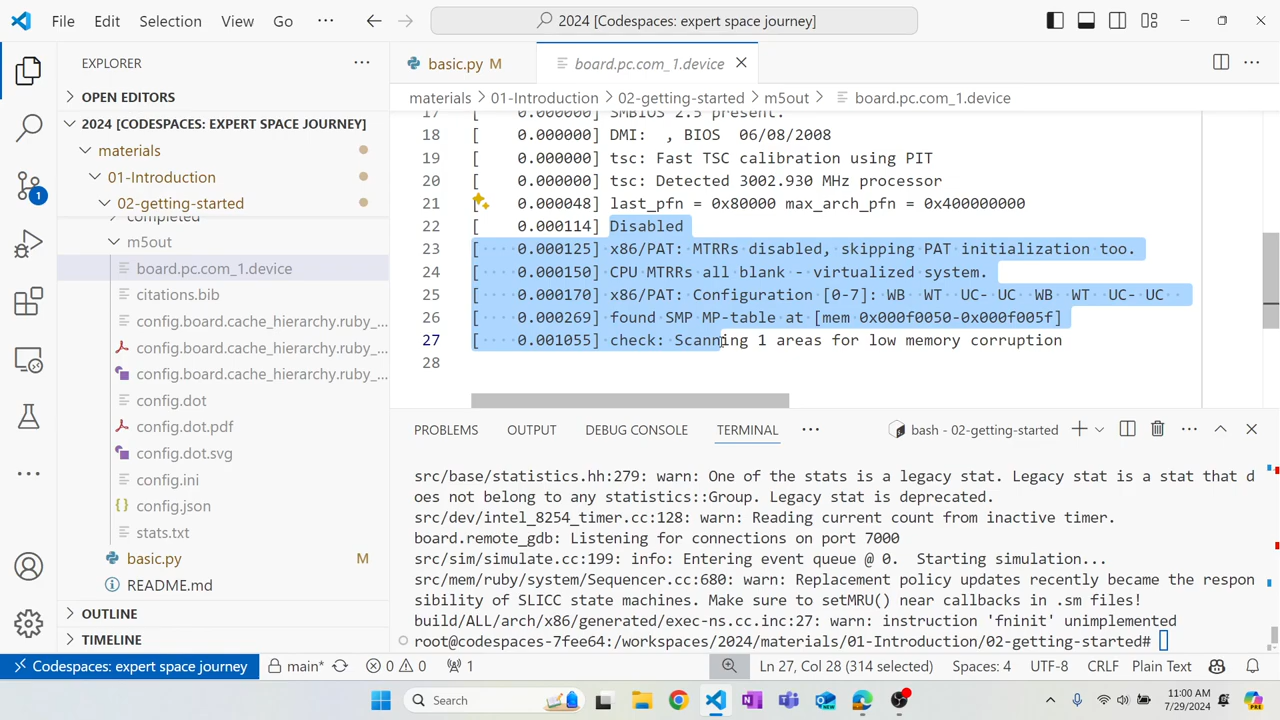 File Edit Selection View Go ··· 2024 [Codespaces: expert space journey]
EXPLORER ···
OPEN EDITORS
2024 [CODESPACES: EXPERT SPACE JOURNEY]
materials
01-Introduction
02-getting-started
completed
m5out
board.pc.com_1.device
citations.bib
config.board.cache_hierarchy.ruby_...
config.board.cache_hierarchy.ruby_...
config.board.cache_hierarchy.ruby_...
config.dot
config.dot.pdf
config.dot.svg
config.ini
config.json
stats.txt
basic.py M
README.md
OUTLINE
TIMELINE
basic.py M board.pc.com_1.device
materials > 01-Introduction > 02-getting-started > m5out > board.pc.com_1.device
17 [ 0.000000] SMBIOS 2.5 present.
18 [ 0.000000] DMI: , BIOS 06/08/2008
19 [ 0.000000] tsc: Fast TSC calibration using PIT
20 [ 0.000000] tsc: Detected 3002.930 MHz processor
21 [ 0.000048] last_pfn = 0x80000 max_arch_pfn = 0x400000000
22 [ 0.000114] Disabled
23 [ 0.000125] x86/PAT: MTRRs disabled, skipping PAT initialization too.
24 [ 0.000150] CPU MTRRs all blank - virtualized system.
25 [ 0.000170] x86/PAT: Configuration [0-7]: WB WT UC- UC WB WT UC- UC
26 [ 0.000269] found SMP MP-table at [mem 0x000f0050-0x000f005f]
27 [ 0.001055] check: Scanning 1 areas for low memory corruption
28
PROBLEMS OUTPUT DEBUG CONSOLE TERMINAL ··· bash - 02-getting-started
src/base/statistics.hh:279: warn: One of the stats is a legacy stat. Legacy stat is a stat that d
oes not belong to any statistics::Group. Legacy stat is deprecated.
src/dev/intel_8254_timer.cc:128: warn: Reading current count from inactive timer.
board.remote_gdb: Listening for connections on port 7000
src/sim/simulate.cc:199: info: Entering event queue @ 0. Starting simulation...
src/mem/ruby/system/Sequencer.cc:680: warn: Replacement policy updates recently became the respon
sibility of SLICC state machines. Make sure to setMRU() near callbacks in .sm files!
build/ALL/arch/x86/generated/exec-ns.cc.inc:27: warn: instruction 'fninit' unimplemented
root@codespaces-7fee64:/workspaces/2024/materials/01-Introduction/02-getting-started#
1
Codespaces: expert space journey main* 0 0 1 Ln 27, Col 28 (314 selected) Spaces: 4 UTF-8 CRLF Plain Text
Search
11:00 AM
7/29/2024